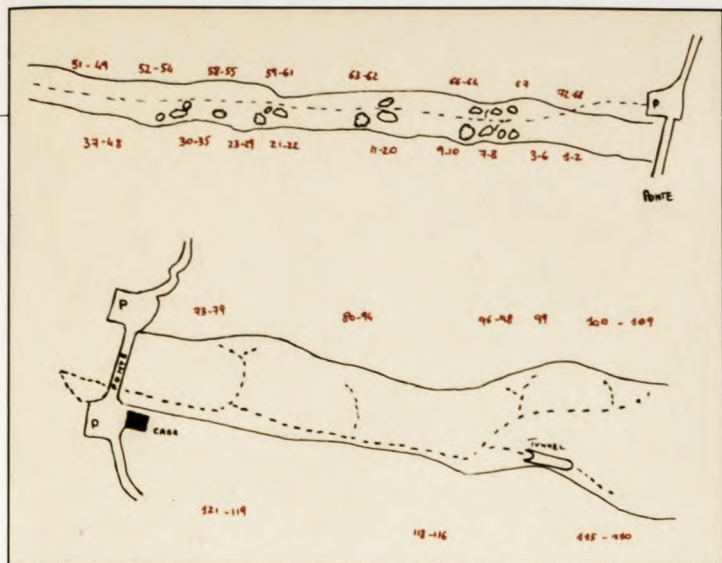 51-49 52-54 58-55 59-61 63-62 66-64 67 72-68
P
37-48 30-35 23-29 21-22 11-20 9-10 7-8 3-6 1-2
PONTE
P 73-79 80-94 96-98 99 100-109
PONTE
P CASA TUNNEL
121-119 118-116 115-110